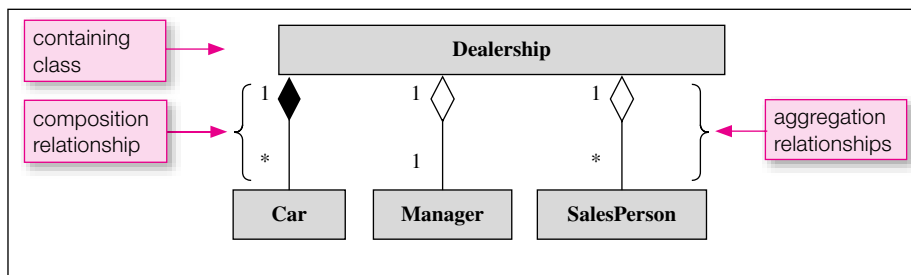 containing
class
Dealership
composition
relationship
1
1
1
*
1
*
aggregation
relationships
Car
Manager
SalesPerson